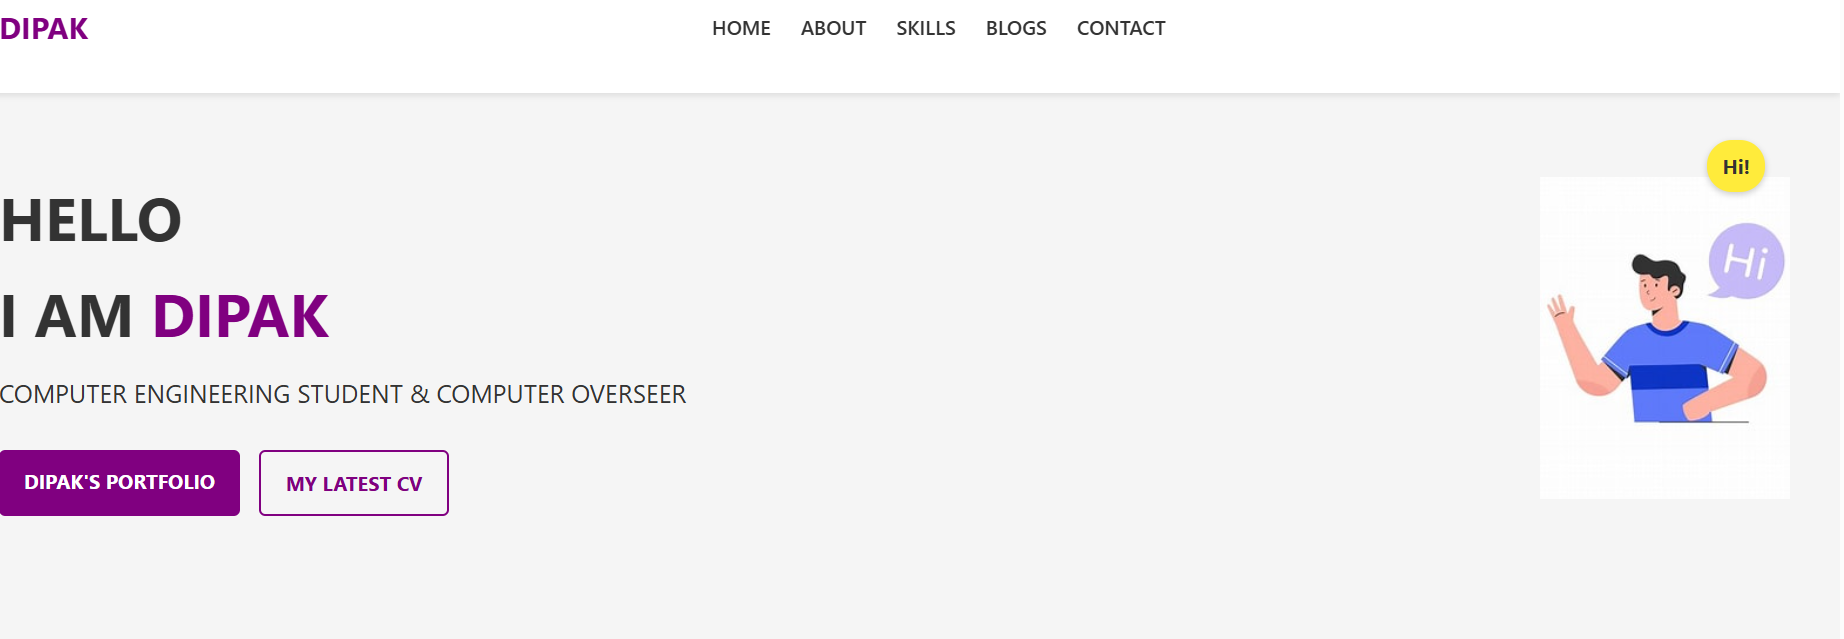 DIPAK
HOME ABOUT SKILLS BLOGS CONTACT
Hi!
HELLO
Hi
I AM DIPAK
COMPUTER ENGINEERING STUDENT & COMPUTER OVERSEER
DIPAK'S PORTFOLIO
MY LATEST CV